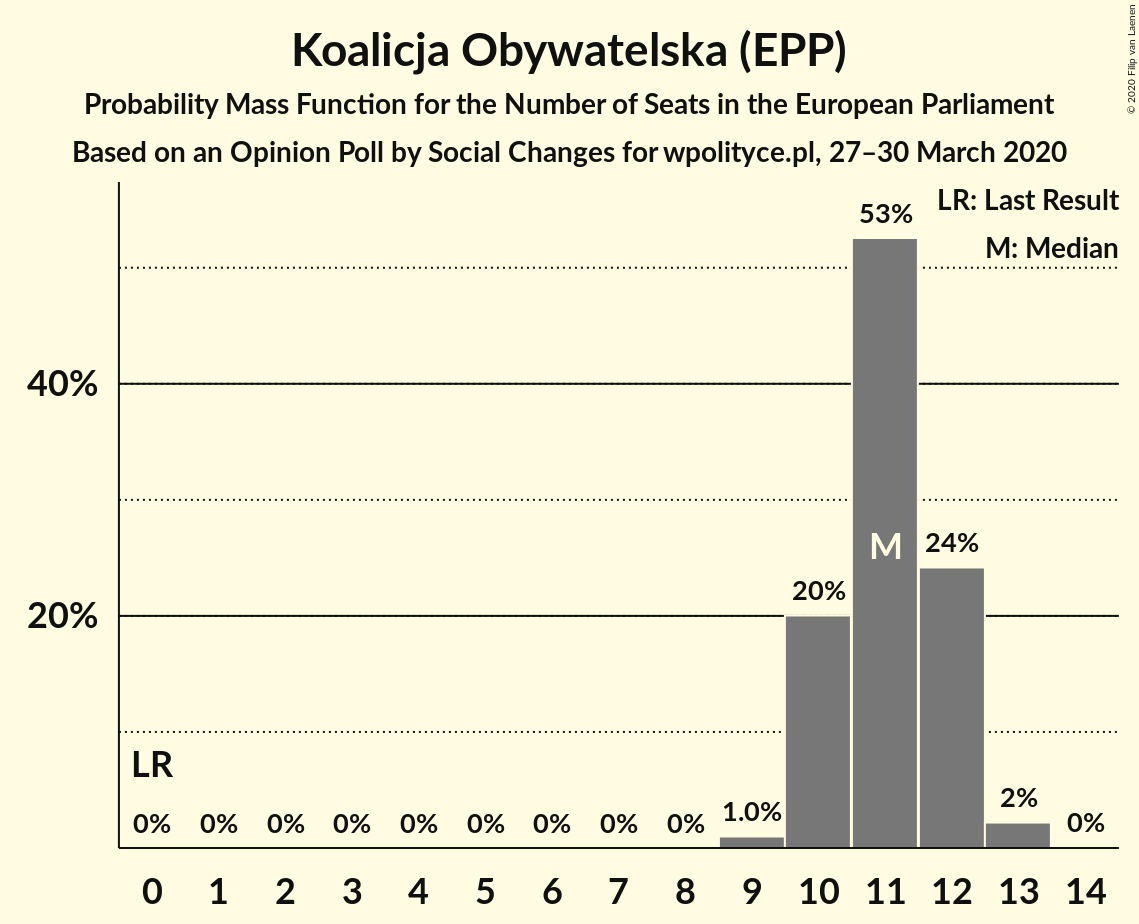 Koalicja Obywatelska (EPP)
Probability Mass Function for the Number of Seats in the European Parliament
Based on an Opinion Poll by Social Changes for wpolityce.pl, 27–30 March 2020
© 2020 Filip van Laenen
LR: Last Result
M: Median
53%
40%
M
24%
20%
20%
LR
0% 0% 0% 0% 0% 0% 0% 0% 0% 1.0% 2% 0%
0 1 2 3 4 5 6 7 8 9 10 11 12 13 14